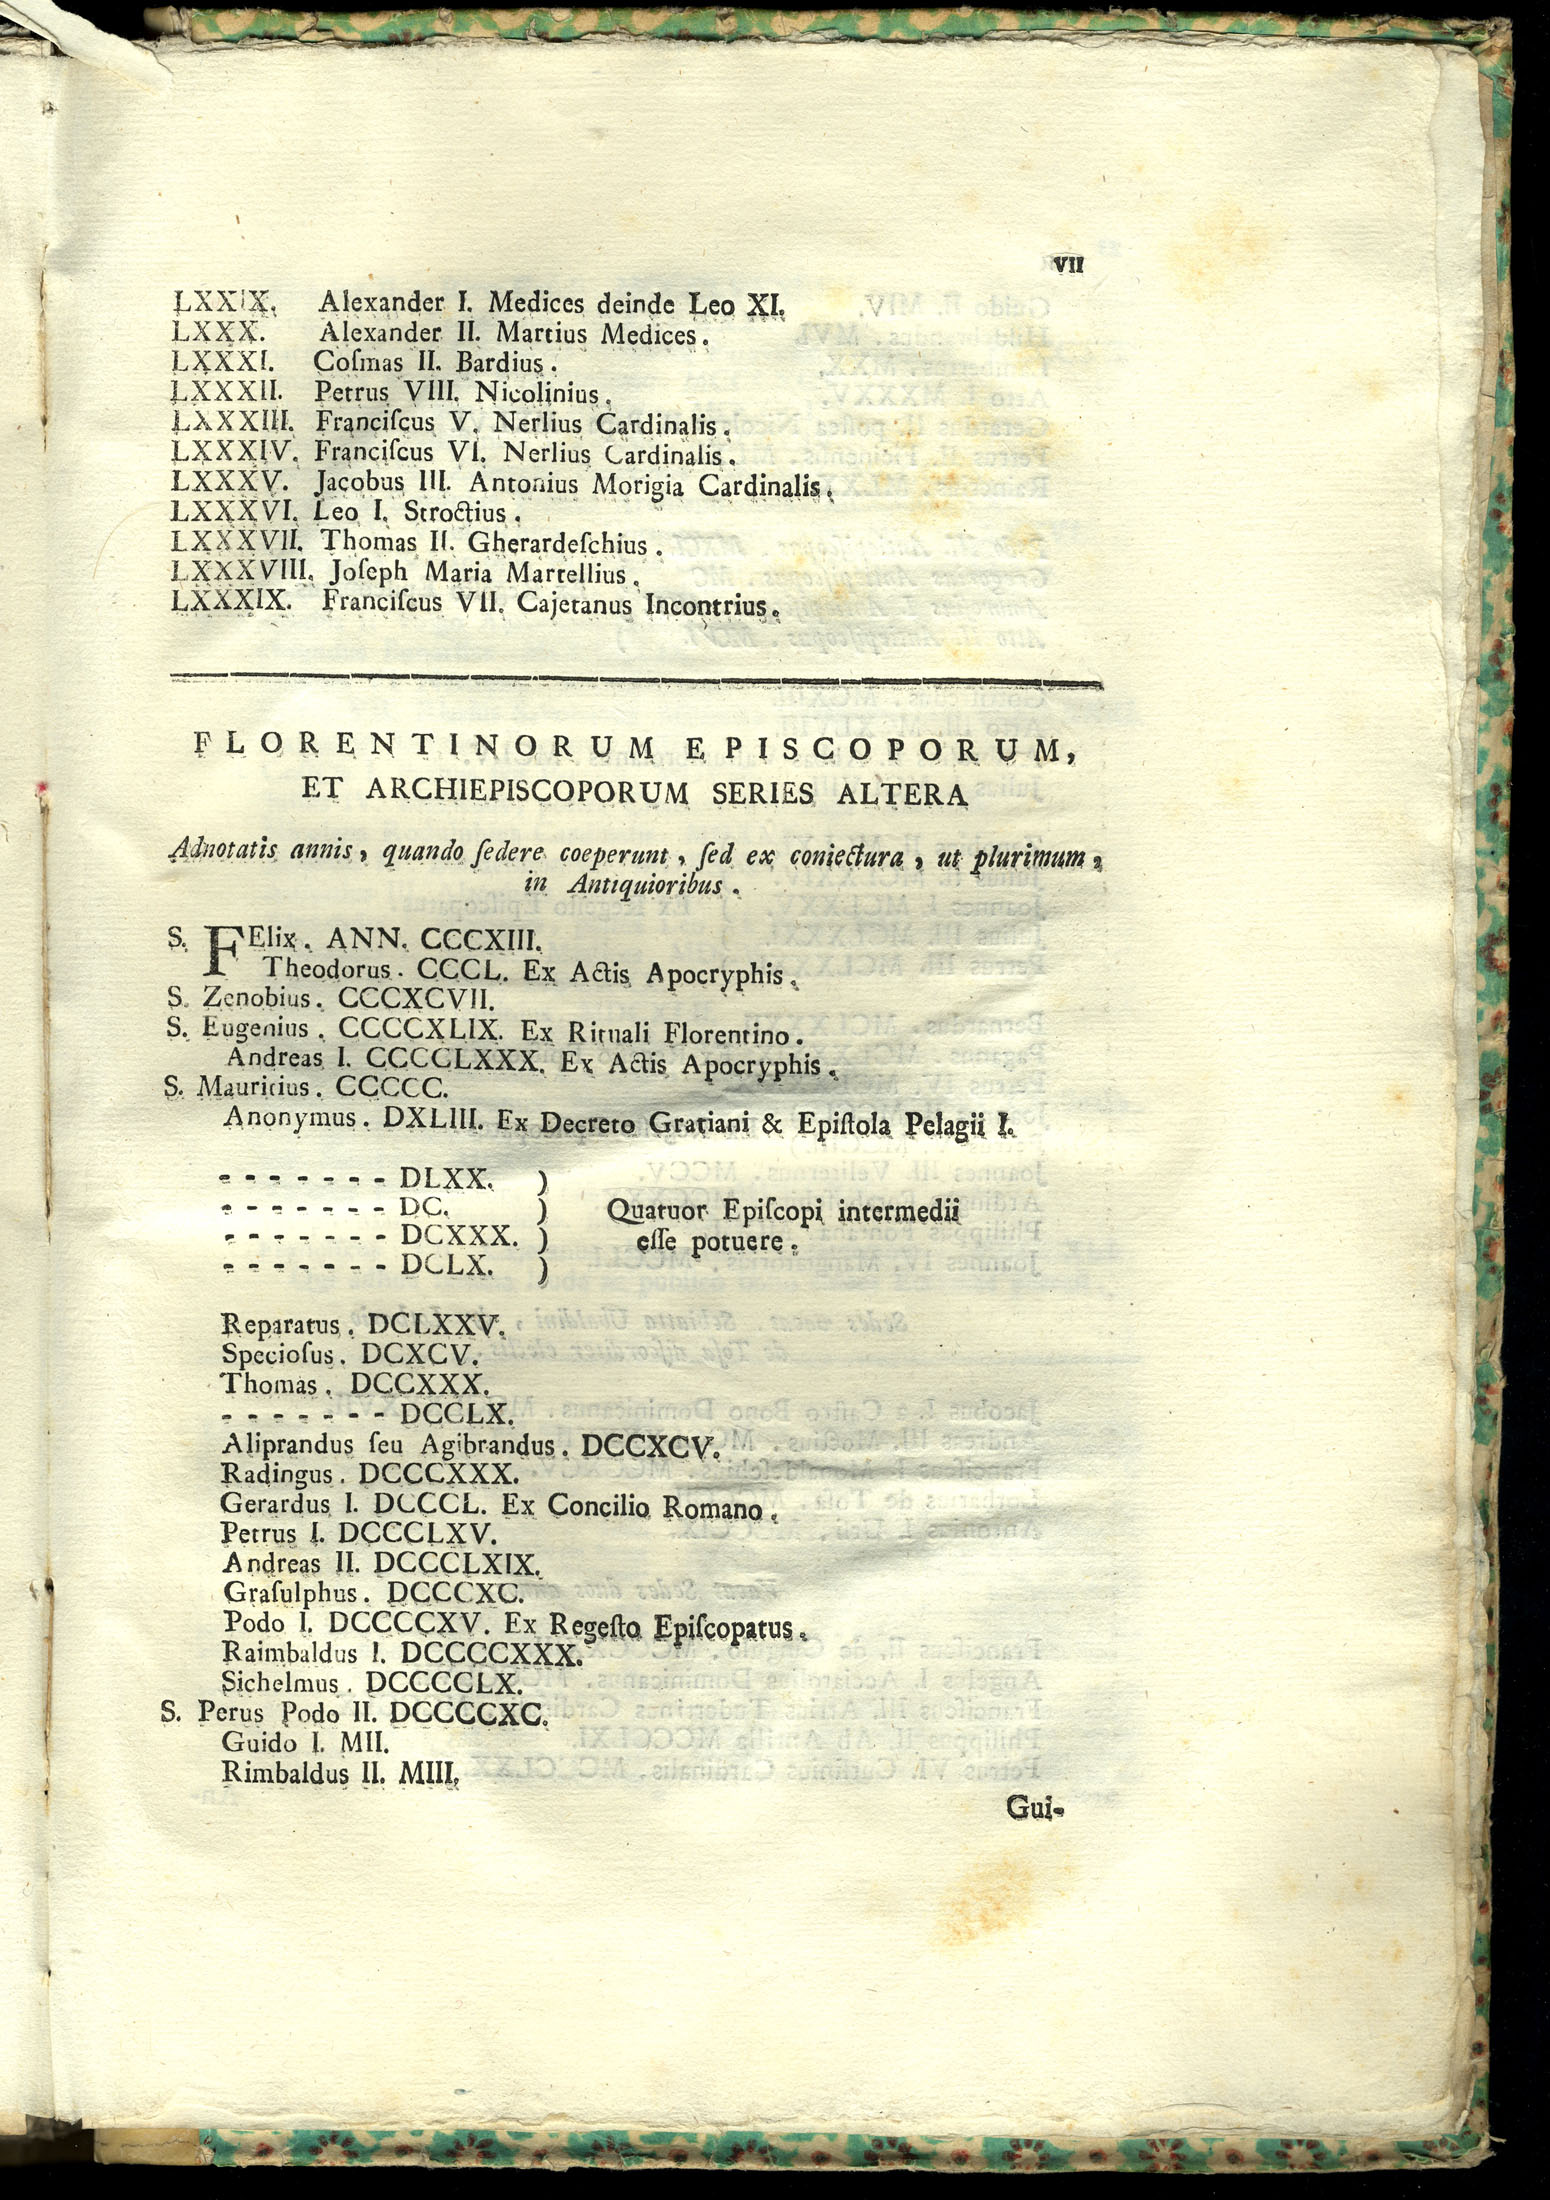 VII
LXXIX. Alexander I. Medices deinde Leo XI.
LXXX. Alexander II. Martius Medices.
LXXXI. Coſmas II. Bardius.
LXXXII. Petrus VIII. Nicolinius.
LXXXIII. Franciſcus V. Nerlius Cardinalis.
LXXXIV. Franciſcus VI. Nerlius Cardinalis.
LXXXV. Jacobus III. Antonius Morigia Cardinalis.
LXXXVI. Leo I. Stroctius.
LXXXVII. Thomas II. Gherardeſchius.
LXXXVIII. Joſeph Maria Martellius.
LXXXIX. Franciſcus VII. Cajetanus Incontrius.
FLORENTINORUM EPISCOPORUM,
ET ARCHIEPISCOPORUM SERIES ALTERA
Adnotatis annis, quando ſedere coeperunt, ſed ex coniectura, ut plurimum,
in Antiquioribus.
S. FElix. ANN. CCCXIII.
Theodorus. CCCL. Ex Actis Apocryphis.
S. Zenobius. CCCXCVII.
S. Eugenius. CCCCXLIX. Ex Rituali Florentino.
Andreas I. CCCCLXXX. Ex Actis Apocryphis.
S. Mauritius. CCCCC.
Anonymus. DXLIII. Ex Decreto Gratiani & Epiſtola Pelagii I.
- - - - - - - DLXX. )
- - - - - - - DC. ) Quatuor Epiſcopi intermedii
- - - - - - - DCXXX. ) eſſe potuere.
- - - - - - - DCLX. )
Reparatus. DCLXXV.
Specioſus. DCXCV.
Thomas. DCCXXX.
- - - - - - - DCCLX.
Aliprandus ſeu Agibrandus. DCCXCV.
Radingus. DCCCXXX.
Gerardus I. DCCCCL. Ex Concilio Romano.
Petrus I. DCCCLXV.
Andreas II. DCCCLXIX.
Graſulphus. DCCCXC.
Podo I. DCCCCXV. Ex Regeſto Epiſcopatus.
Raimbaldus I. DCCCCXXX.
Sichelmus. DCCCCLX.
S. Perus Podo II. DCCCCXC.
Guido I. MII.
Rimbaldus II. MIII.
Gui-